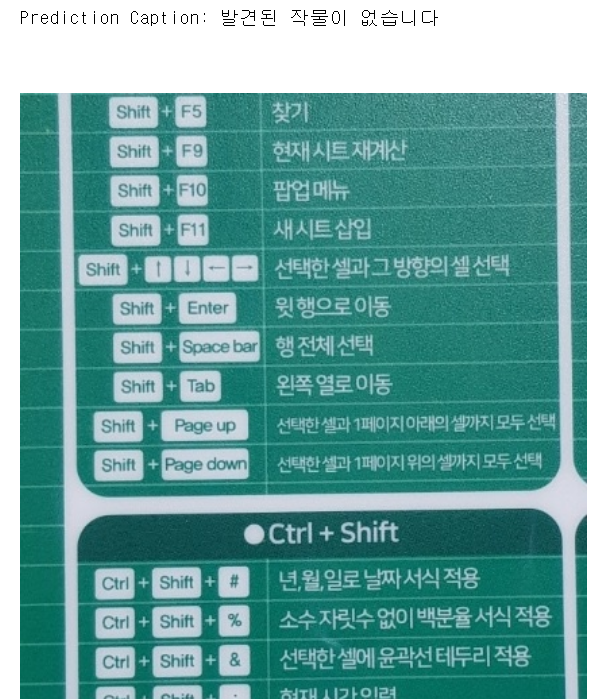 Prediction Caption: 발견된 작물이 없습니다
Shift + F5 찾기
Shift + F9 현재 시트 재계산
Shift + F10 팝업 메뉴
Shift + F11 새 시트 삽입
Shift + ↑ ↓ ← → 선택한 셀과 그 방향의 셀 선택
Shift + Enter 윗 행으로 이동
Shift + Space bar 행 전체 선택
Shift + Tab 왼쪽 열로 이동
Shift + Page up 선택한 셀과 1페이지 아래의 셀까지 모두 선택
Shift + Page down 선택한 셀과 1페이지 위의 셀까지 모두 선택
●Ctrl + Shift
Ctrl + Shift + # 년,월,일로 날짜 서식 적용
Ctrl + Shift + % 소수 자릿수 없이 백분율 서식 적용
Ctrl + Shift + & 선택한 셀에 윤곽선 테두리 적용
Ctrl + Shift + 현재 시간 입력